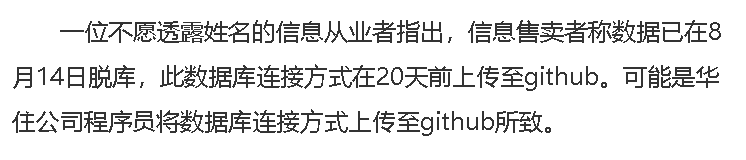 一位不愿透露姓名的信息从业者指出，信息售卖者称数据已在8
月14日脱库，此数据库连接方式在20天前上传至github。可能是华
住公司程序员将数据库连接方式上传至github所致。